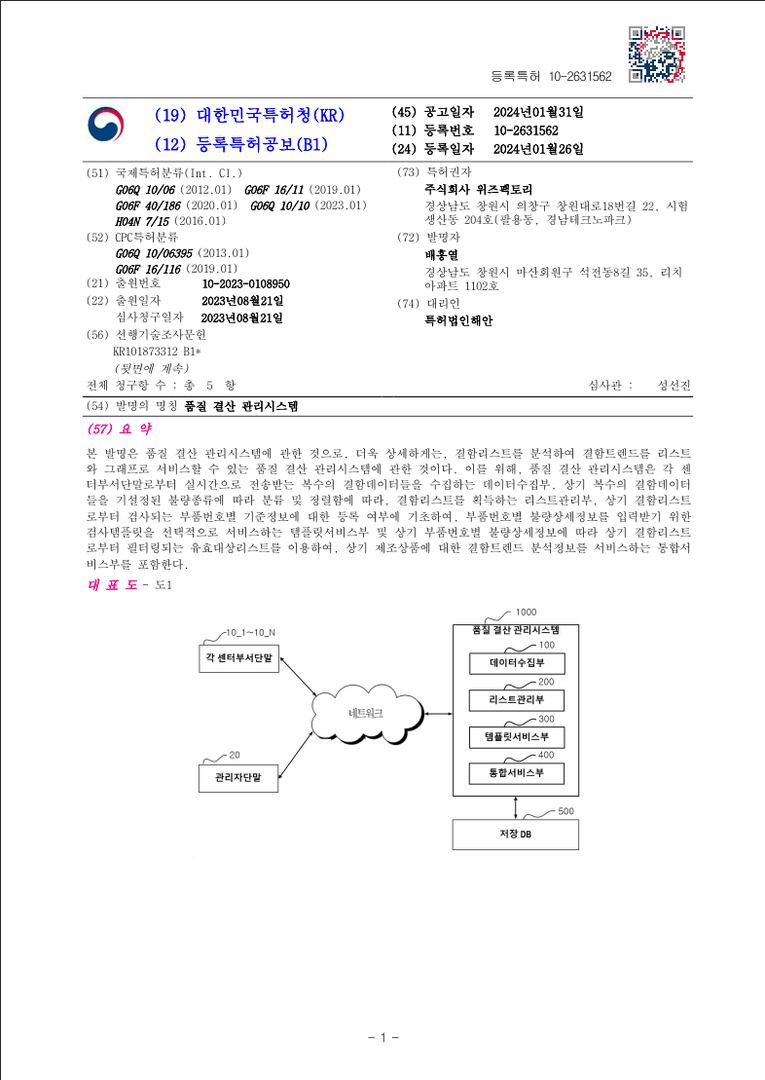 등록특허 10-2631562
(19) 대한민국특허청(KR)
(12) 등록특허공보(B1)
(45) 공고일자 2024년01월31일
(11) 등록번호 10-2631562
(24) 등록일자 2024년01월26일
(51) 국제특허분류(Int. Cl.)
G06Q 10/06 (2012.01) G06F 16/11 (2019.01)
G06F 40/186 (2020.01) G06Q 10/10 (2023.01)
H04N 7/15 (2016.01)
(52) CPC특허분류
G06Q 10/06395 (2013.01)
G06F 16/116 (2019.01)
(21) 출원번호 10-2023-0108950
(22) 출원일자 2023년08월21일
심사청구일자 2023년08월21일
(56) 선행기술조사문헌
KR101873312 B1*
(뒷면에 계속)
(73) 특허권자
주식회사 위즈팩토리
경상남도 창원시 의창구 창원대로18번길 22, 시험
생산동 204호(팔용동, 경남테크노파크)
(72) 발명자
배홍열
경상남도 창원시 마산회원구 석전동8길 35, 리치
아파트 1102호
(74) 대리인
특허법인해안
전체 청구항 수 : 총 5 항 심사관 : 성선진
(54) 발명의 명칭 품질 결산 관리시스템
(57) 요 약
본 발명은 품질 결산 관리시스템에 관한 것으로, 더욱 상세하게는, 결함리스트를 분석하여 결함트렌드를 리스트
와 그래프로 서비스할 수 있는 품질 결산 관리시스템에 관한 것이다. 이를 위해, 품질 결산 관리시스템은 각 센
터부서단말로부터 실시간으로 전송받는 복수의 결함데이터들을 수집하는 데이터수집부, 상기 복수의 결함데이터
들을 기설정된 불량종류에 따라 분류 및 정렬함에 따라, 결함리스트를 획득하는 리스트관리부, 상기 결함리스트
로부터 검사되는 부품번호별 기준정보에 대한 등록 여부에 기초하여, 부품번호별 불량상세정보를 입력받기 위한
검사템플릿을 선택적으로 서비스하는 템플릿서비스부 및 상기 부품번호별 불량상세정보에 따라 상기 결함리스트
로부터 필터링되는 유효대상리스트를 이용하여, 상기 제조상품에 대한 결함트렌드 분석정보를 서비스하는 통합서
비스부를 포함한다.
대 표 도 - 도1
10_1~10_N
각 센터부서단말
20
관리자단말
네트워크
1000
품질 결산 관리시스템
100
데이터수집부
200
리스트관리부
300
템플릿서비스부
400
통합서비스부
500
저장 DB
- 1 -